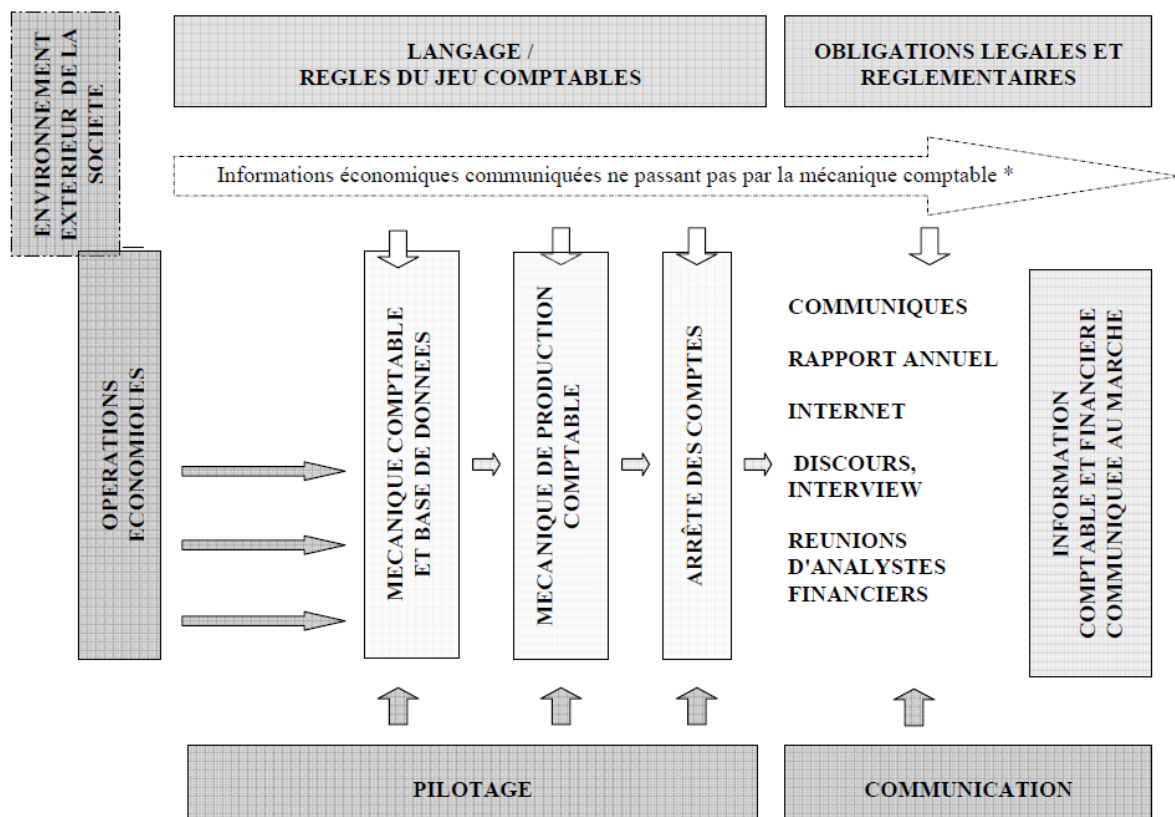 ENVIRONNEMENT
EXTERIEUR DE LA
SOCIETE
LANGAGE /
REGLES DU JEU COMPTABLES
OBLIGATIONS LEGALES ET
REGLEMENTAIRES
Informations économiques communiquées ne passant pas par la mécanique comptable *
OPERATIONS
ECONOMIQUES
MECANIQUE COMPTABLE
ET BASE DE DONNEES
MECANIQUE DE PRODUCTION
COMPTABLE
ARRÊTE DES COMPTES
COMMUNIQUES
RAPPORT ANNUEL
INTERNET
DISCOURS,
INTERVIEW
REUNIONS
D'ANALYSTES
FINANCIERS
INFORMATION
COMPTABLE ET FINANCIERE
COMMUNIQUEE AU MARCHE
PILOTAGE
COMMUNICATION